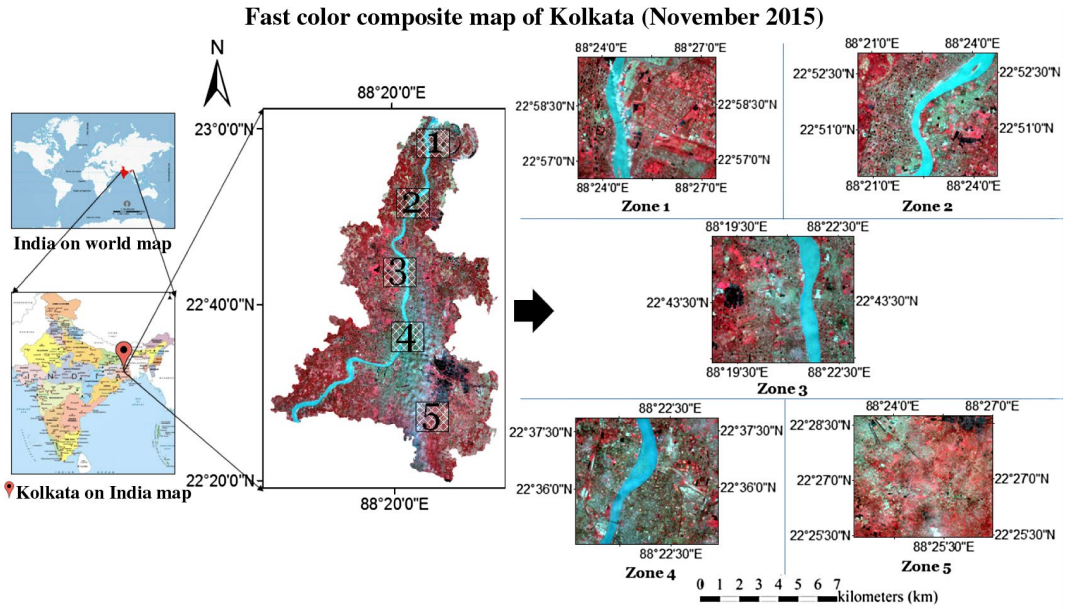 Fast color composite map of Kolkata (November 2015)
N
88°20'0"E
23°0'0"N
22°40'0"N
22°20'0"N
88°20'0"E
1
2
3
4
5
India on world map
INDIA
Kolkata on India map
88°24'0"E 88°27'0"E
22°58'30"N 22°58'30"N
22°57'0"N 22°57'0"N
88°24'0"E 88°27'0"E
Zone 1
88°21'0"E 88°24'0"E
22°52'30"N 22°52'30"N
22°51'0"N 22°51'0"N
88°21'0"E 88°24'0"E
Zone 2
88°19'30"E 88°22'30"E
22°43'30"N 22°43'30"N
88°19'30"E 88°22'30"E
Zone 3
88°22'30"E
22°37'30"N 22°37'30"N
22°36'0"N 22°36'0"N
88°22'30"E
Zone 4
88°24'0"E 88°27'0"E
22°28'30"N
22°27'0"N 22°27'0"N
22°25'30"N 22°25'30"N
88°25'30"E
Zone 5
0 1 2 3 4 5 6 7
kilometers (km)